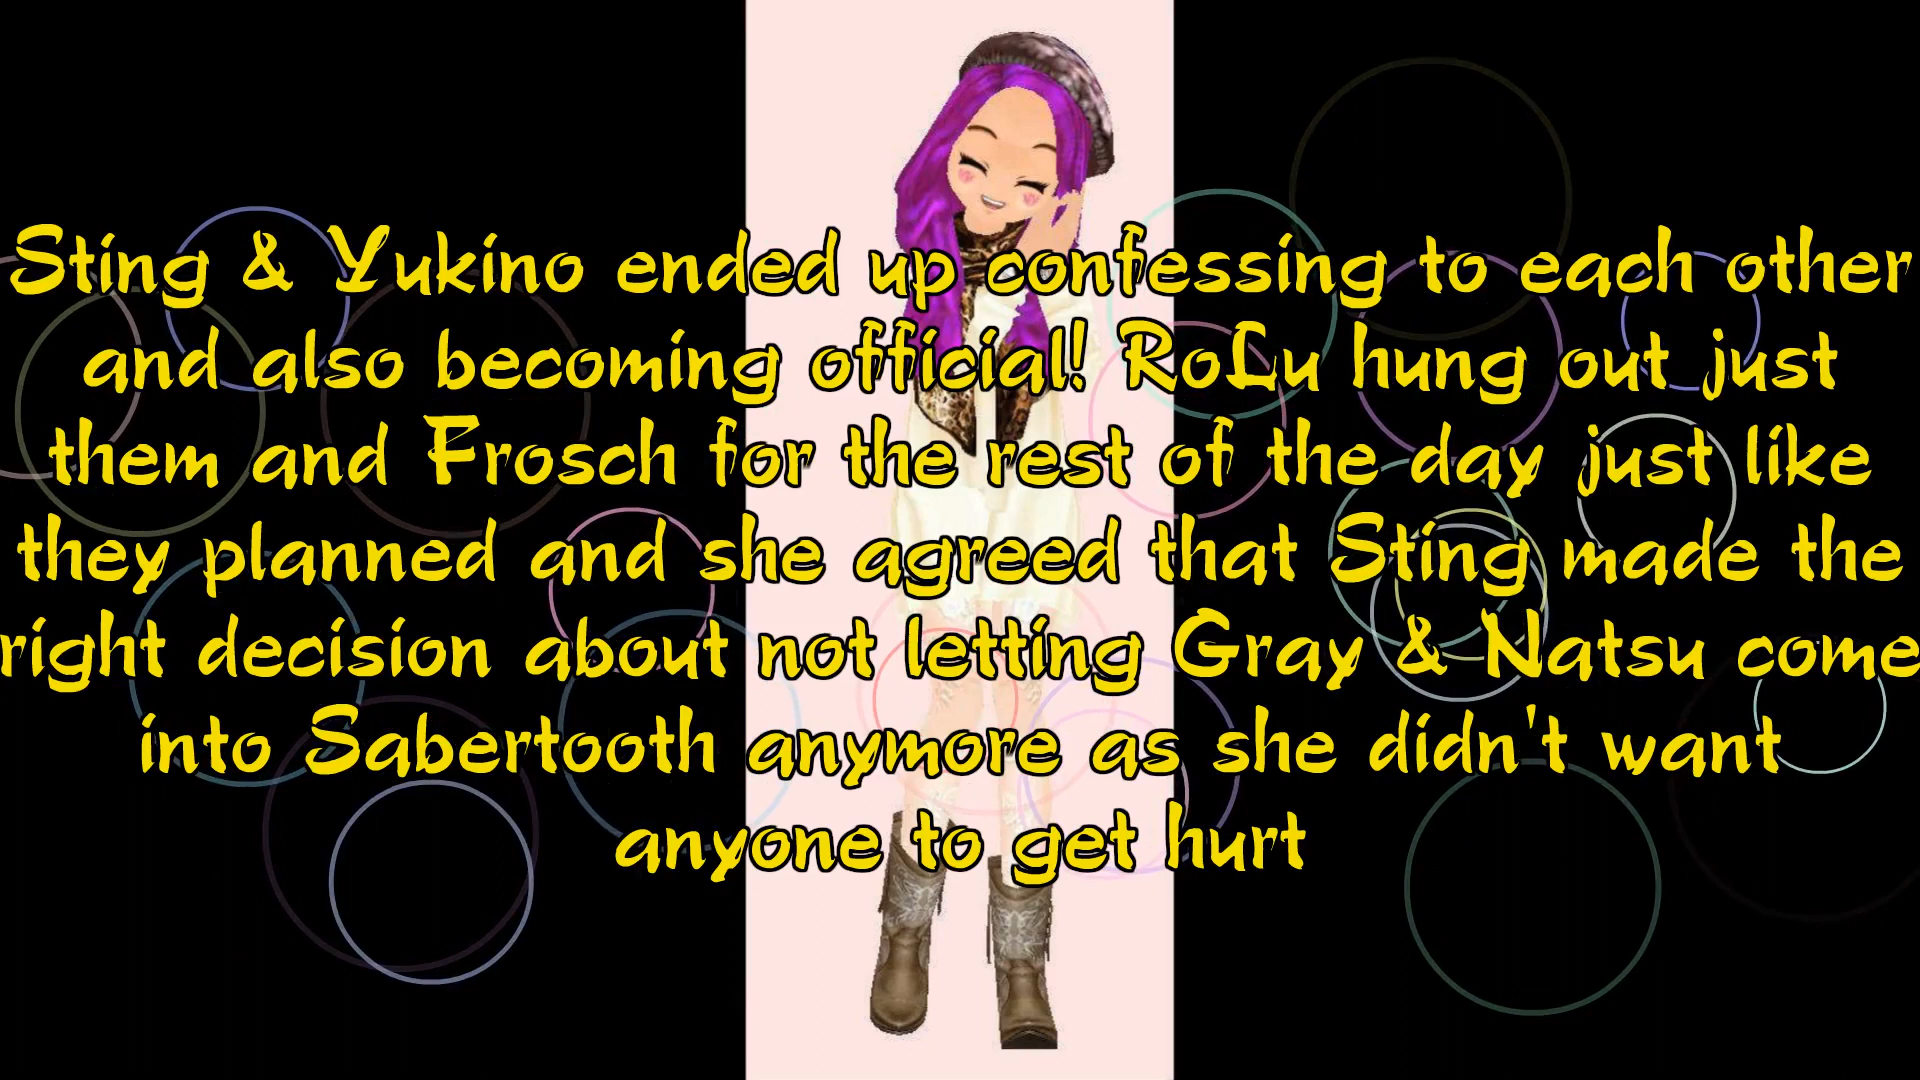 Sting & Yukino ended up confessing to each other
and also becoming official! RoLu hung out just
them and Frosch for the rest of the day just like
they planned and she agreed that Sting made the
right decision about not letting Gray & Natsu come
into Sabertooth anymore as she didn't want
anyone to get hurt